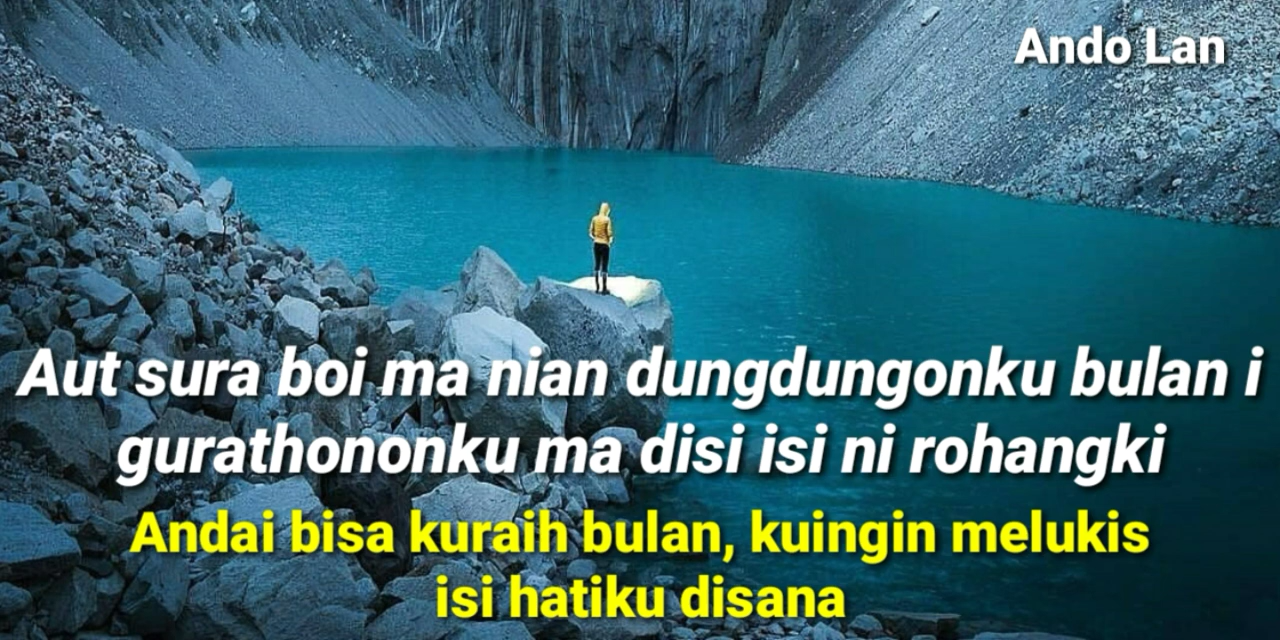 Ando Lan
Aut sura boi ma nian dungdungonku bulan i
gurathononku ma disi isi ni rohangki
Andai bisa kuraih bulan, kuingin melukis
isi hatiku disana